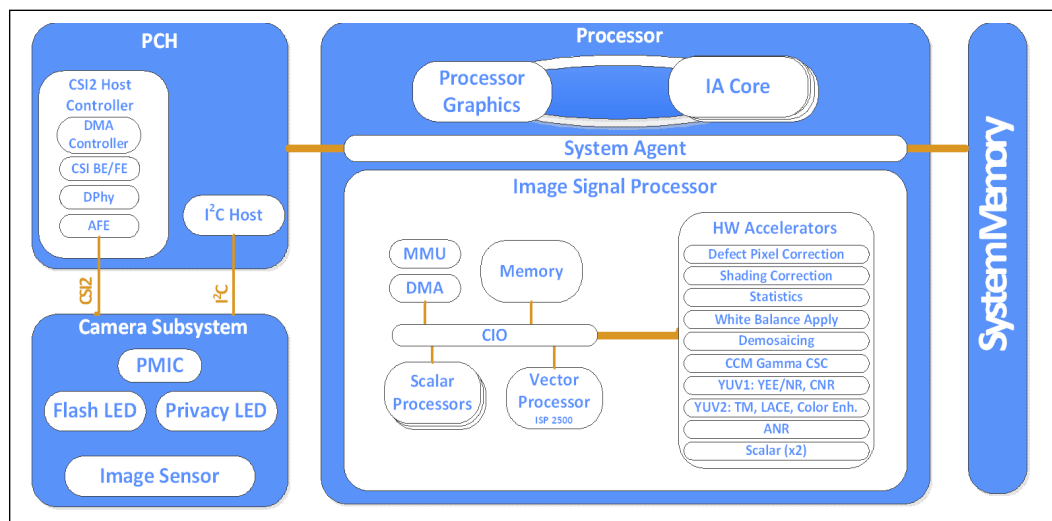 PCH
CSI2 Host
Controller
DMA
Controller
CSI BE/FE
DPhy
AFE
I²C Host
CSI2
I²C
Camera Subsystem
PMIC
Flash LED
Privacy LED
Image Sensor
Processor
Processor
Graphics
IA Core
System Agent
Image Signal Processor
MMU
DMA
Memory
CIO
Scalar
Processors
Vector
Processor
ISP 2500
HW Accelerators
Defect Pixel Correction
Shading Correction
Statistics
White Balance Apply
Demosaicing
CCM Gamma CSC
YUV1: YEE/NR, CNR
YUV2: TM, LACE, Color Enh.
ANR
Scalar (x2)
System Memory